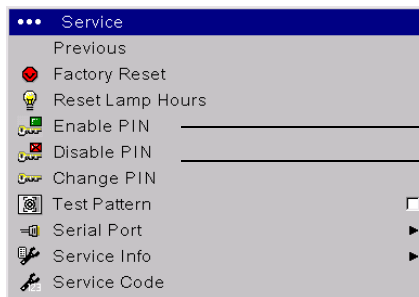 Service
Previous
Factory Reset
Reset Lamp Hours
Enable PIN
Disable PIN
Change PIN
Test Pattern
Serial Port
Service Info
Service Code